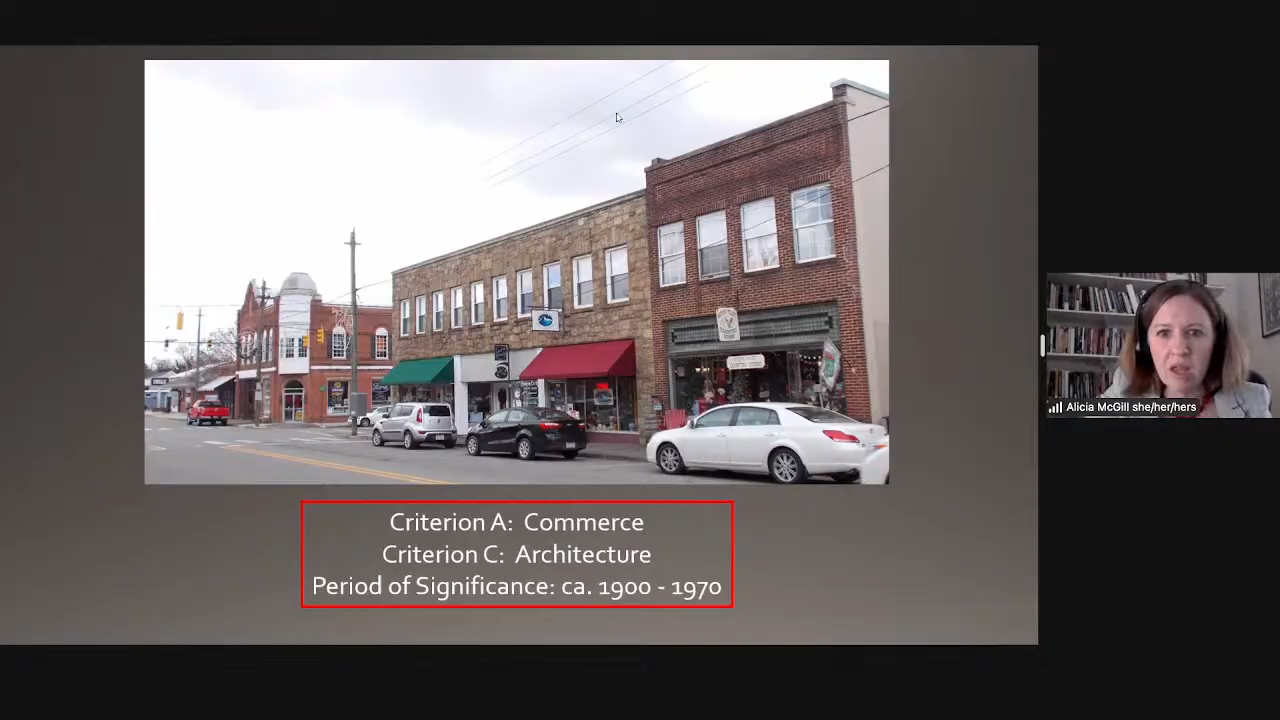 Criterion A: Commerce
Criterion C: Architecture
Period of Significance: ca. 1900 - 1970
Alicia McGill she/her/hers